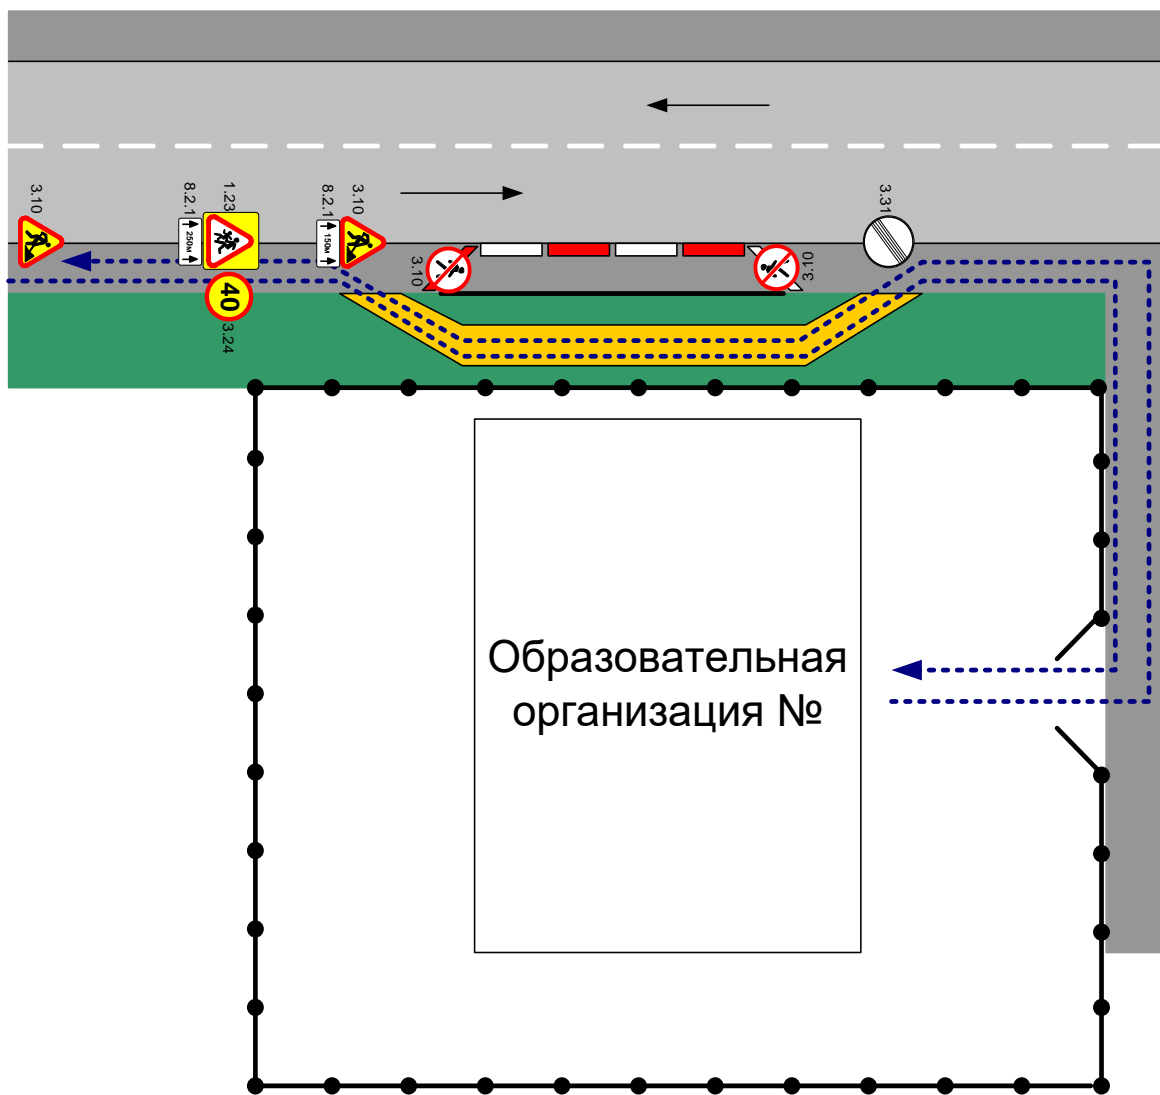 3.10
8.2.1
250м
1.23
40
3.24
8.2.1
150м
3.10
3.10
3.10
3.31
Образовательная
организация №